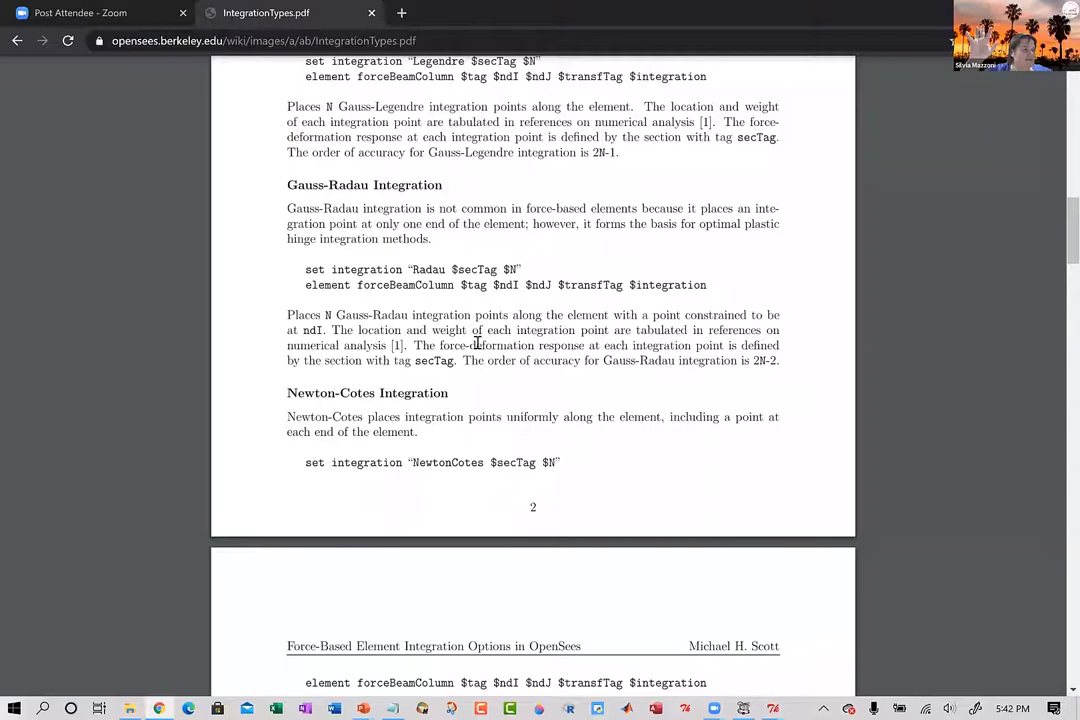 Post Attendee - Zoom
IntegrationTypes.pdf
opensees.berkeley.edu/wiki/images/a/ab/IntegrationTypes.pdf
Silvia Mazzoni
set integration “Legendre $secTag $N”
element forceBeamColumn $tag $ndI $ndJ $transfTag $integration
Places N Gauss-Legendre integration points along the element. The location and weight
of each integration point are tabulated in references on numerical analysis [1]. The force-
deformation response at each integration point is defined by the section with tag secTag.
The order of accuracy for Gauss-Legendre integration is 2N-1.
Gauss-Radau Integration
Gauss-Radau integration is not common in force-based elements because it places an inte-
gration point at only one end of the element; however, it forms the basis for optimal plastic
hinge integration methods.
set integration “Radau $secTag $N”
element forceBeamColumn $tag $ndI $ndJ $transfTag $integration
Places N Gauss-Radau integration points along the element with a point constrained to be
at ndI. The location and weight of each integration point are tabulated in references on
numerical analysis [1]. The force-deformation response at each integration point is defined
by the section with tag secTag. The order of accuracy for Gauss-Radau integration is 2N-2.
Newton-Cotes Integration
Newton-Cotes places integration points uniformly along the element, including a point at
each end of the element.
set integration “NewtonCotes $secTag $N”
2
Force-Based Element Integration Options in OpenSees Michael H. Scott
element forceBeamColumn $tag $ndI $ndJ $transfTag $integration
5:42 PM